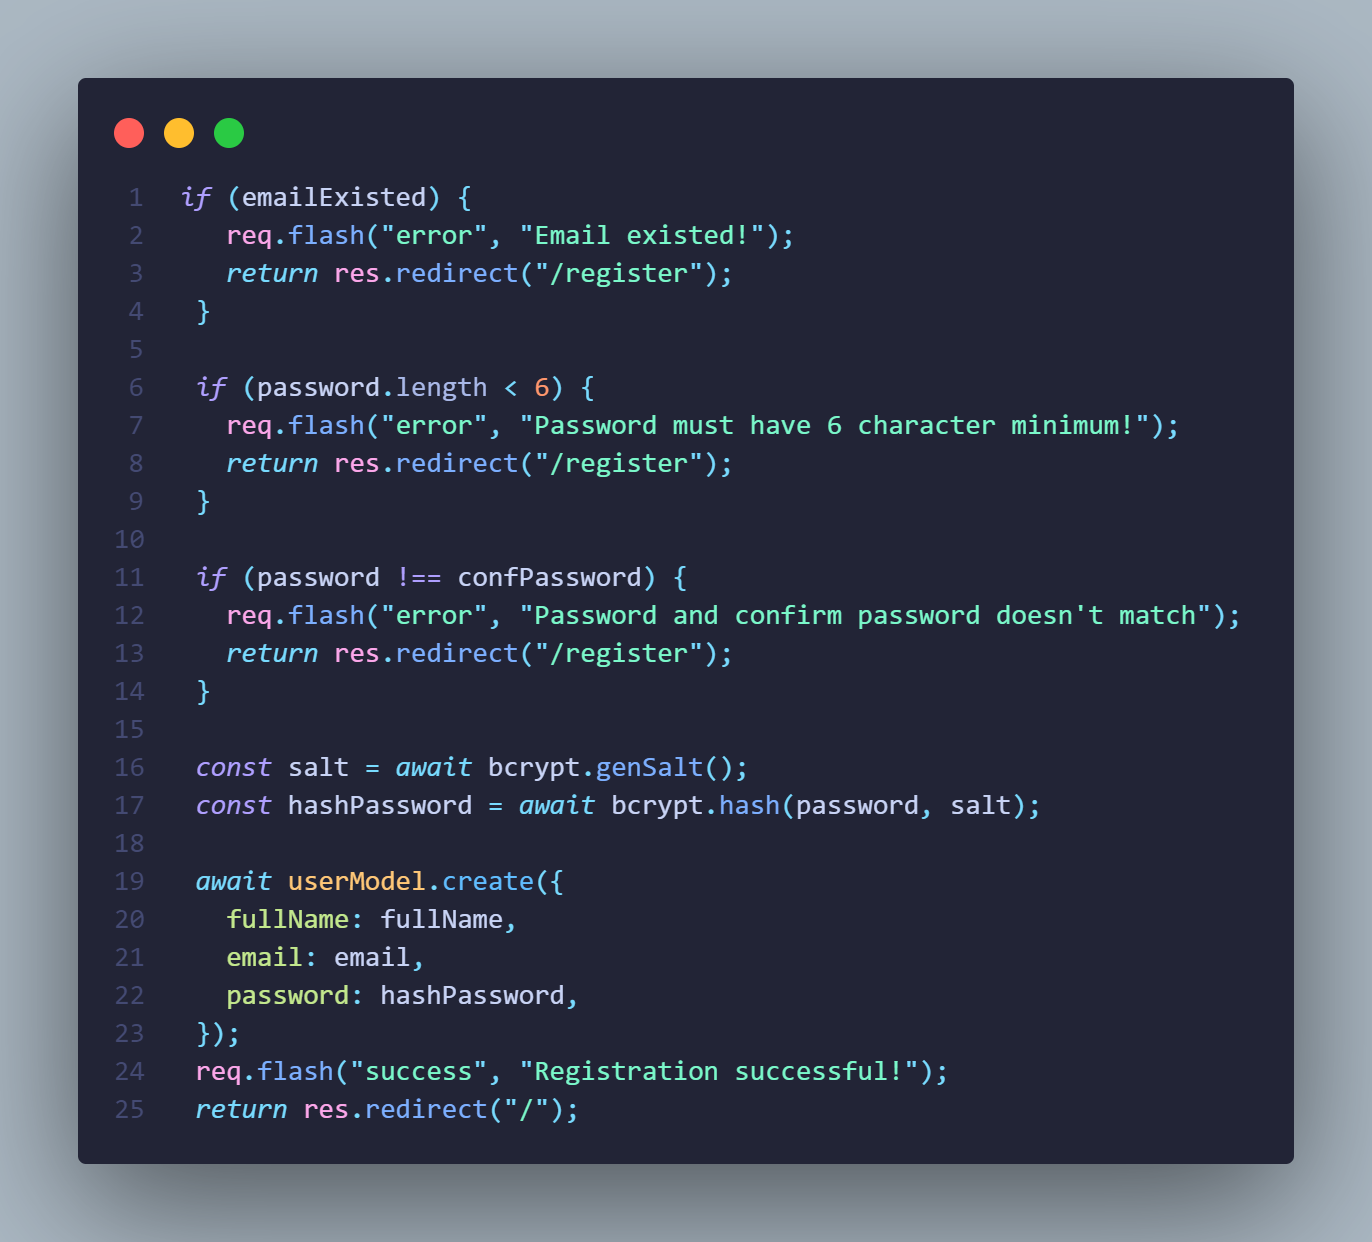 1 if (emailExisted) {
2 req.flash("error", "Email existed!");
3 return res.redirect("/register");
4 }
5
6 if (password.length < 6) {
7 req.flash("error", "Password must have 6 character minimum!");
8 return res.redirect("/register");
9 }
10
11 if (password !== confPassword) {
12 req.flash("error", "Password and confirm password doesn't match");
13 return res.redirect("/register");
14 }
15
16 const salt = await bcrypt.genSalt();
17 const hashPassword = await bcrypt.hash(password, salt);
18
19 await userModel.create({
20 fullName: fullName,
21 email: email,
22 password: hashPassword,
23 });
24 req.flash("success", "Registration successful!");
25 return res.redirect("/");